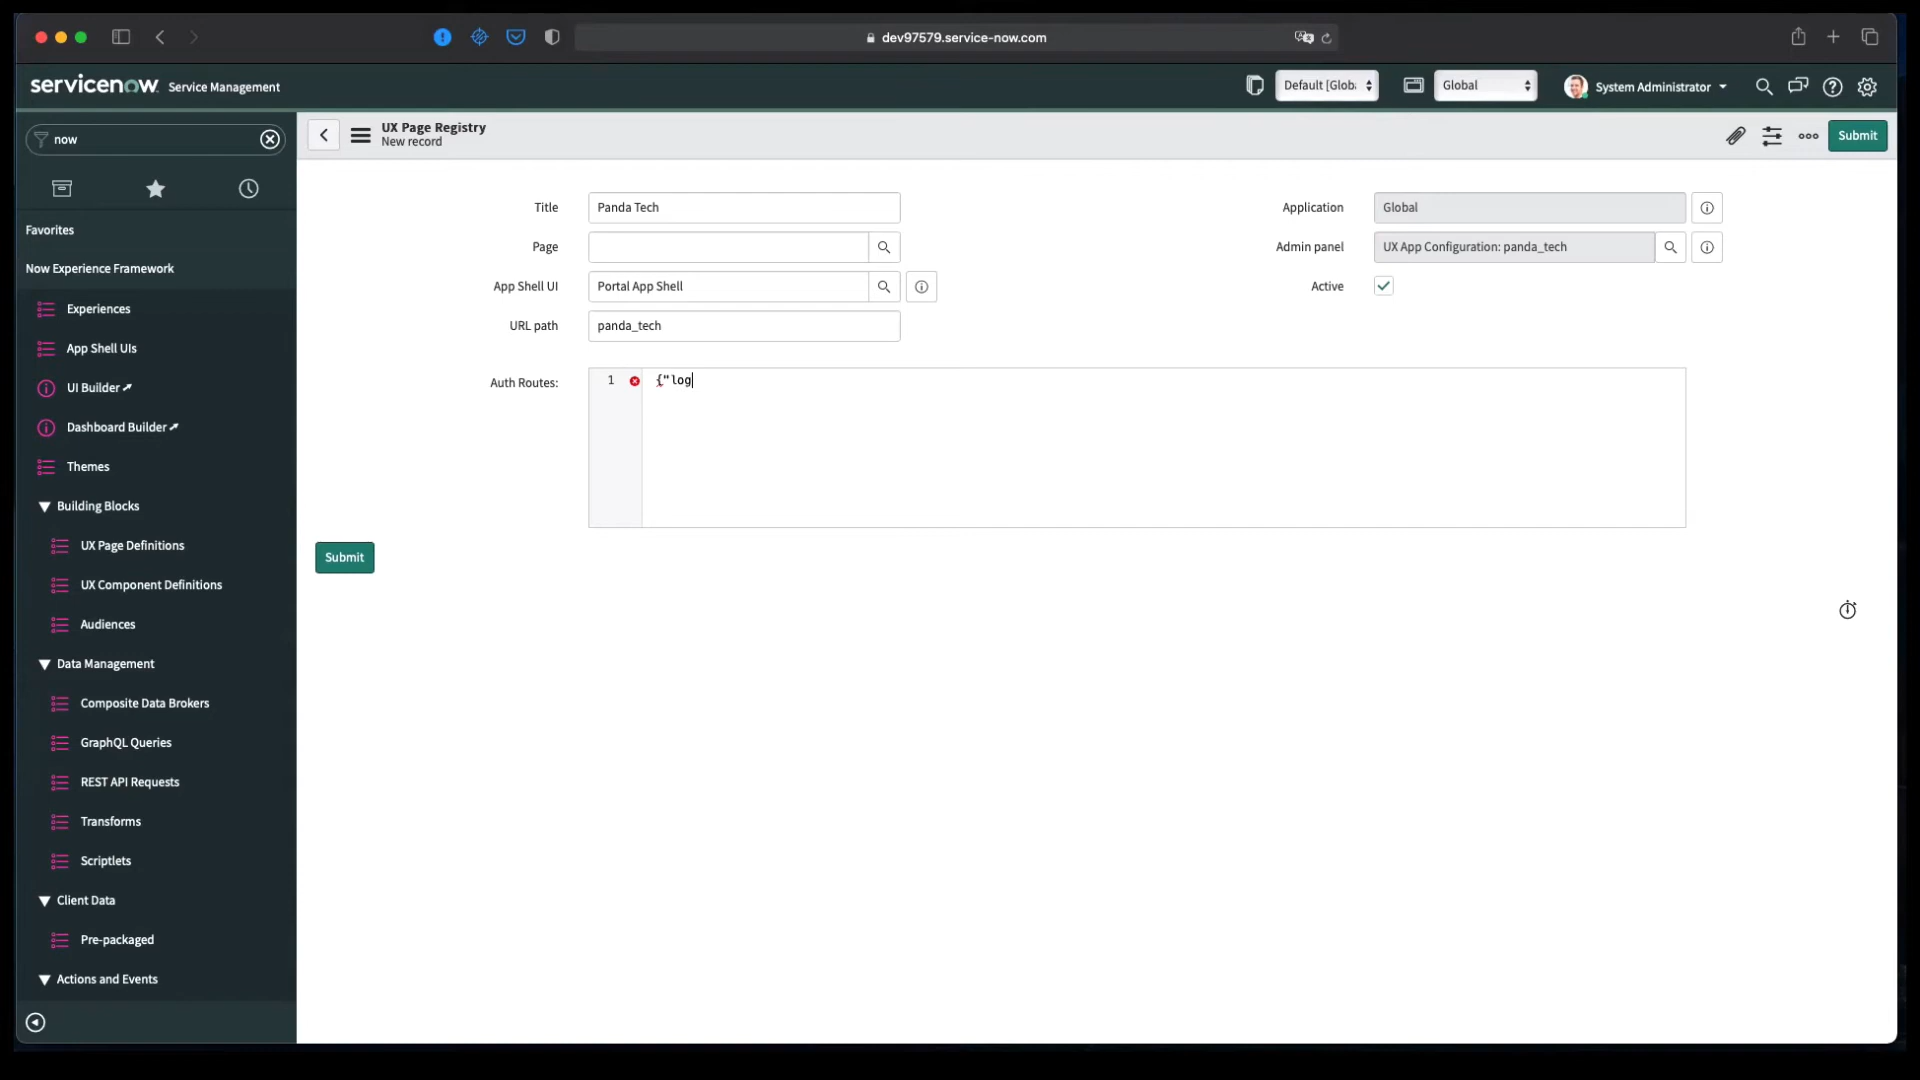 dev97579.service-now.com
servicenow Service Management
Default [Globa
Global
System Administrator
now
UX Page Registry
New record
Submit
Favorites
Now Experience Framework
Experiences
App Shell UIs
UI Builder
Dashboard Builder
Themes
Building Blocks
UX Page Definitions
UX Component Definitions
Audiences
Data Management
Composite Data Brokers
GraphQL Queries
REST API Requests
Transforms
Scriptlets
Client Data
Pre-packaged
Actions and Events
Title Panda Tech
Page
App Shell UI Portal App Shell
URL path panda_tech
Application Global
Admin panel UX App Configuration: panda_tech
Active
Auth Routes: 1 {"log
Submit